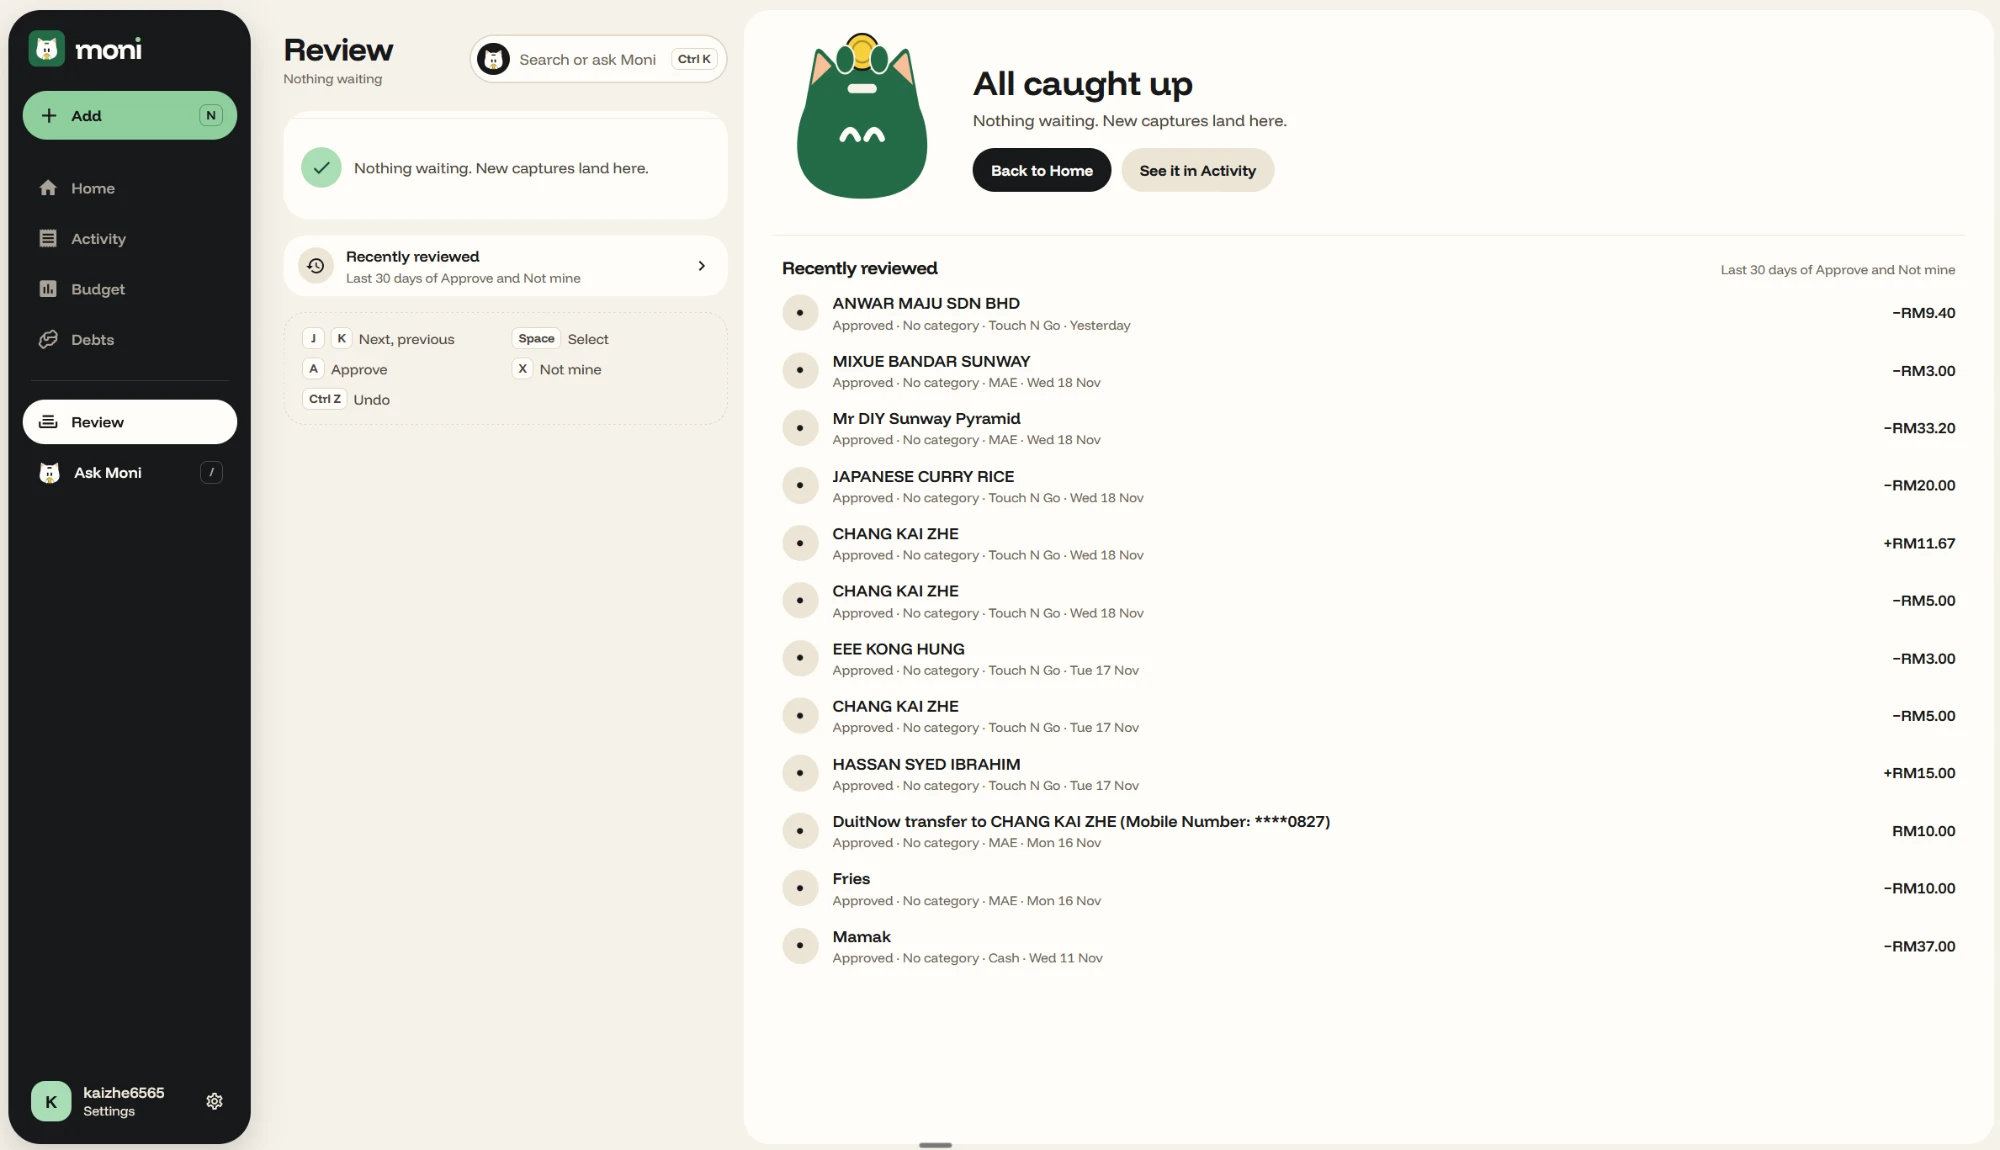 moni
Add
N
Home
Activity
Budget
Debts
Review
Ask Moni
/
K
kaizhe6565
Settings
Review
Nothing waiting
Search or ask Moni
Ctrl K
Nothing waiting. New captures land here.
Recently reviewed
Last 30 days of Approve and Not mine
J K Next, previous
Space Select
A Approve
X Not mine
Ctrl Z Undo
All caught up
Nothing waiting. New captures land here.
Back to Home
See it in Activity
Recently reviewed
Last 30 days of Approve and Not mine
ANWAR MAJU SDN BHD
Approved · No category · Touch N Go · Yesterday
−RM9.40
MIXUE BANDAR SUNWAY
Approved · No category · MAE · Wed 18 Nov
−RM3.00
Mr DIY Sunway Pyramid
Approved · No category · MAE · Wed 18 Nov
−RM33.20
JAPANESE CURRY RICE
Approved · No category · Touch N Go · Wed 18 Nov
−RM20.00
CHANG KAI ZHE
Approved · No category · Touch N Go · Wed 18 Nov
+RM11.67
CHANG KAI ZHE
Approved · No category · Touch N Go · Wed 18 Nov
−RM5.00
EEE KONG HUNG
Approved · No category · Touch N Go · Tue 17 Nov
−RM3.00
CHANG KAI ZHE
Approved · No category · Touch N Go · Tue 17 Nov
−RM5.00
HASSAN SYED IBRAHIM
Approved · No category · Touch N Go · Tue 17 Nov
+RM15.00
DuitNow transfer to CHANG KAI ZHE (Mobile Number: ****0827)
Approved · No category · MAE · Mon 16 Nov
RM10.00
Fries
Approved · No category · MAE · Mon 16 Nov
−RM10.00
Mamak
Approved · No category · Cash · Wed 11 Nov
−RM37.00